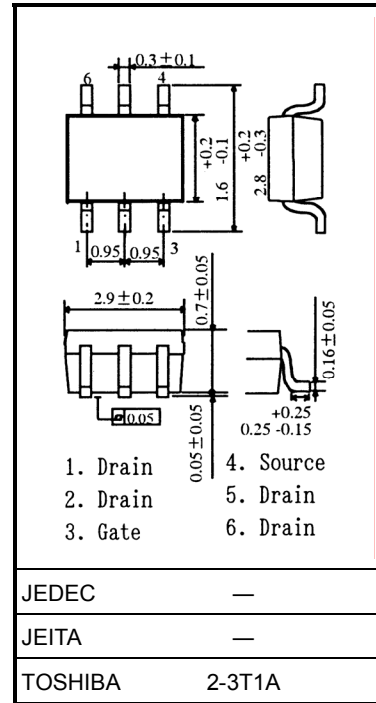 0.3±0.1
6 4
+0.2
1.6 -0.1
+0.2
2.8 -0.3
1 0.95 0.95 3
2.9±0.2
0.7±0.05
0.16±0.05
0.05
0.05±0.05
+0.25
0.25 -0.15
1. Drain
2. Drain
3. Gate
4. Source
5. Drain
6. Drain
JEDEC —
JEITA —
TOSHIBA 2-3T1A